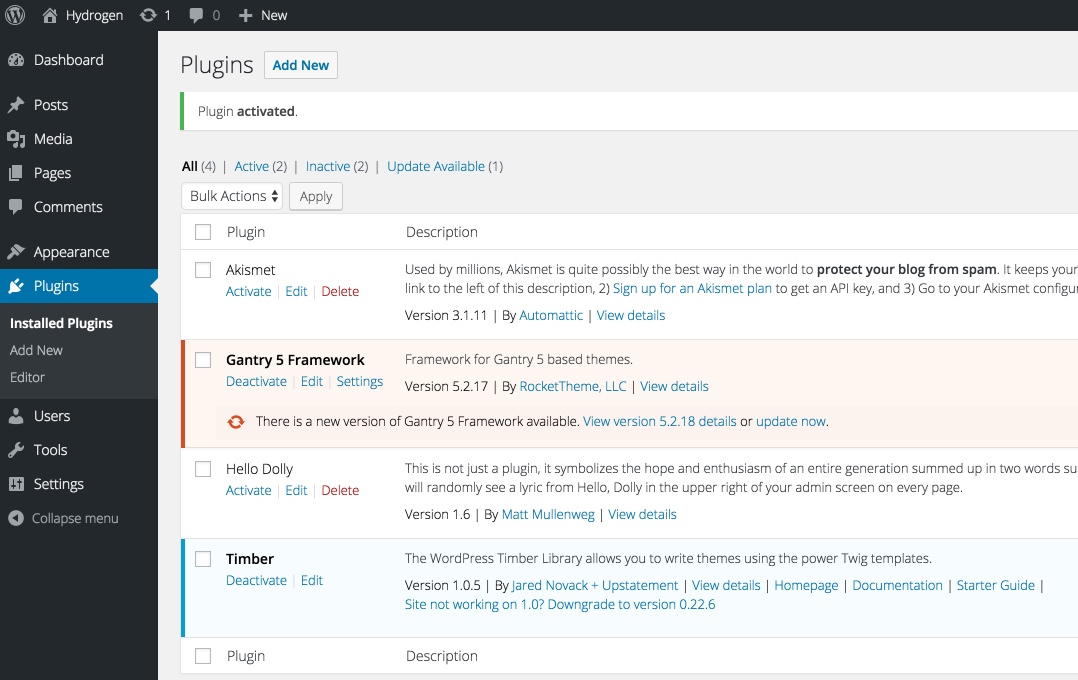 Hydrogen 1 0 New
Dashboard
Posts
Media
Pages
Comments
Appearance
Plugins
Installed Plugins
Add New
Editor
Users
Tools
Settings
Collapse menu
Plugins Add New
Plugin activated.
All (4) | Active (2) | Inactive (2) | Update Available (1)
Bulk Actions Apply
Plugin Description
Akismet
Activate | Edit | Delete
Used by millions, Akismet is quite possibly the best way in the world to protect your blog from spam. It keeps your
link to the left of this description, 2) Sign up for an Akismet plan to get an API key, and 3) Go to your Akismet
Version 3.1.11 | By Automattic | View details
Gantry 5 Framework
Deactivate | Edit | Settings
Framework for Gantry 5 based themes.
Version 5.2.17 | By RocketTheme, LLC | View details
There is a new version of Gantry 5 Framework available. View version 5.2.18 details or update now.
Hello Dolly
Activate | Edit | Delete
This is not just a plugin, it symbolizes the hope and enthusiasm of an entire generation summed up in two words
will randomly see a lyric from Hello, Dolly in the upper right of your admin screen on every page.
Version 1.6 | By Matt Mullenweg | View details
Timber
Deactivate | Edit
The WordPress Timber Library allows you to write themes using the power Twig templates.
Version 1.0.5 | By Jared Novack + Upstatement | View details | Homepage | Documentation | Starter Guide |
Site not working on 1.0? Downgrade to version 0.22.6
Plugin Description